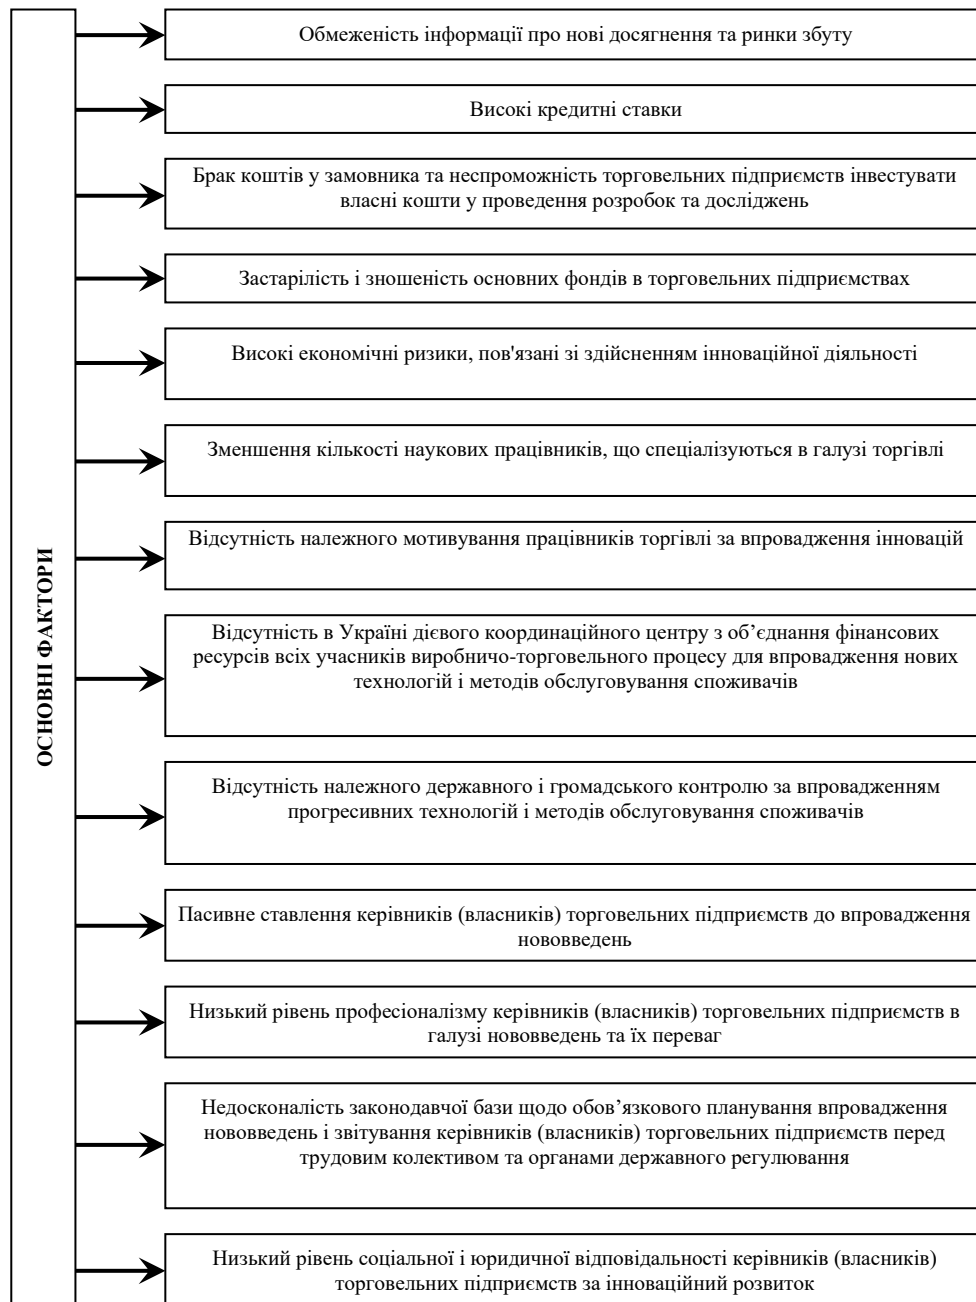 ОСНОВНІ ФАКТОРИ
Обмеженість інформації про нові досягнення та ринки збуту
Високі кредитні ставки
Брак коштів у замовника та неспроможність торговельних підприємств інвестувати
власні кошти у проведення розробок та досліджень
Застарілість і зношеність основних фондів в торговельних підприємствах
Високі економічні ризики, пов'язані зі здійсненням інноваційної діяльності
Зменшення кількості наукових працівників, що спеціалізуються в галузі торгівлі
Відсутність належного мотивування працівників торгівлі за впровадження інновацій
Відсутність в Україні дієвого координаційного центру з об’єднання фінансових
ресурсів всіх учасників виробничо-торговельного процесу для впровадження нових
технологій і методів обслуговування споживачів
Відсутність належного державного і громадського контролю за впровадженням
прогресивних технологій і методів обслуговування споживачів
Пасивне ставлення керівників (власників) торговельних підприємств до впровадження
нововведень
Низький рівень професіоналізму керівників (власників) торговельних підприємств в
галузі нововведень та їх переваг
Недосконалість законодавчої бази щодо обов’язкового планування впровадження
нововведень і звітування керівників (власників) торговельних підприємств перед
трудовим колективом та органами державного регулювання
Низький рівень соціальної і юридичної відповідальності керівників (власників)
торговельних підприємств за інноваційний розвиток